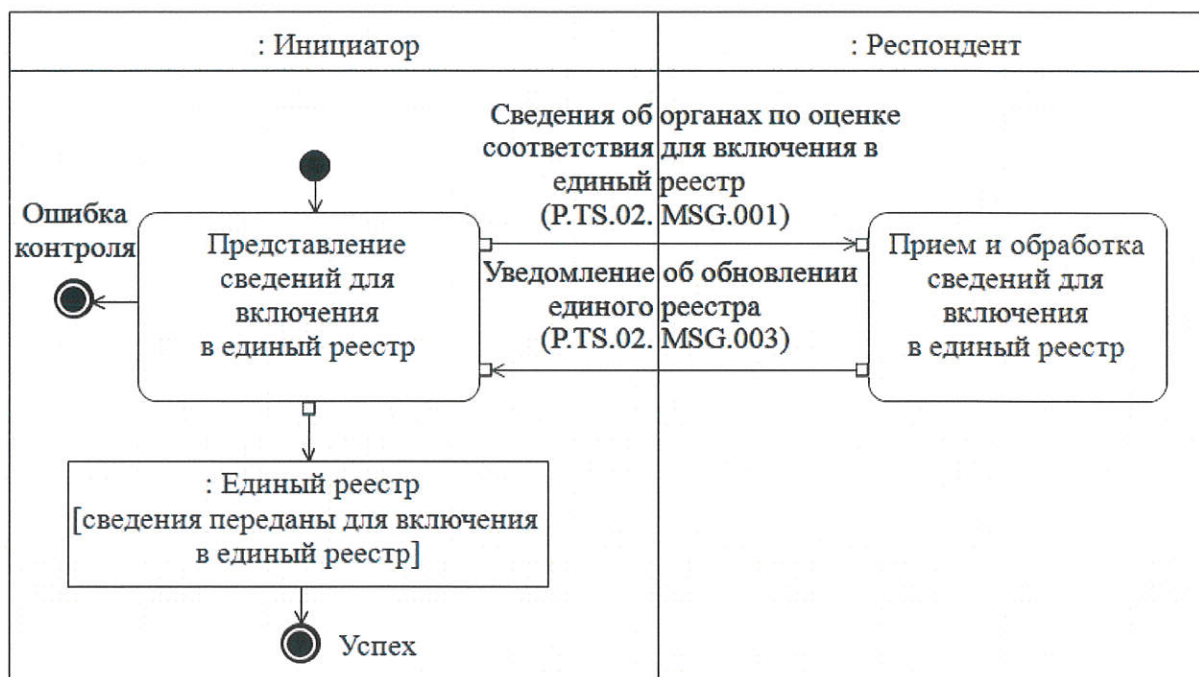 : Инициатор
: Респондент
Сведения об органах по оценке
соответствия для включения в
единый реестр
(P.TS.02. MSG.001)
Ошибка
контроля
Представление
сведений для
включения
в единый реестр
Уведомление об обновлении
единого реестра
(P.TS.02. MSG.003)
Прием и обработка
сведений для
включения
в единый реестр
: Единый реестр
[сведения переданы для включения
в единый реестр]
Успех